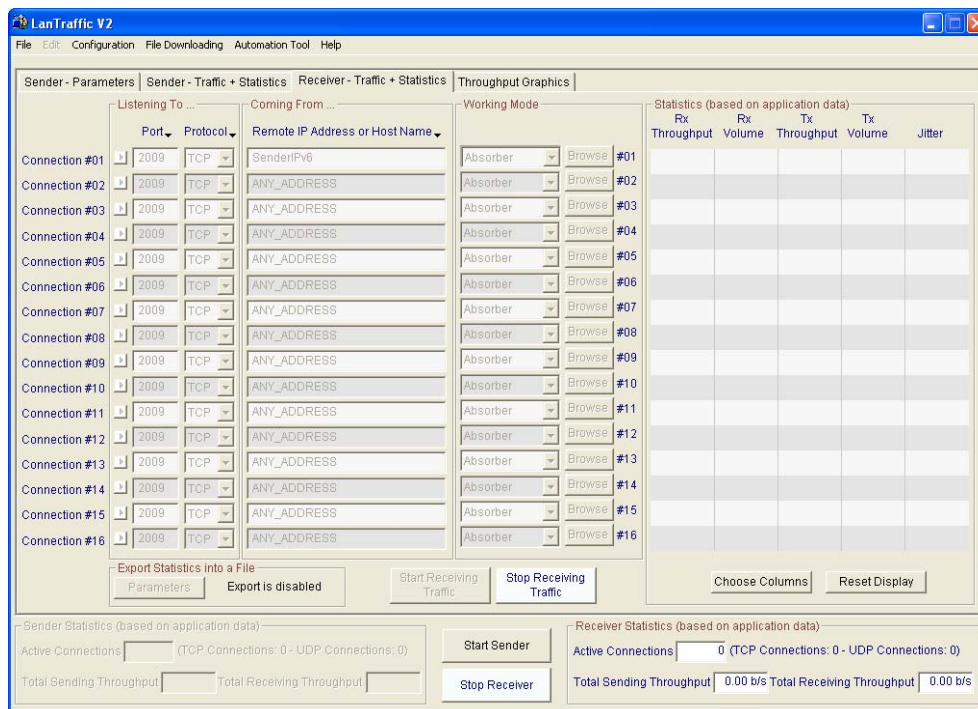 LanTraffic V2
File Edit Configuration File Downloading Automation Tool Help
Sender - Parameters Sender - Traffic + Statistics Receiver - Traffic + Statistics Throughput Graphics
Listening To ... Coming From ... Working Mode Statistics (based on application data)
Port Protocol Remote IP Address or Host Name Rx Throughput Rx Volume Tx Throughput Tx Volume Jitter
Connection #01 2009 TCP SenderIPv6 Absorber Browse #01
Connection #02 2009 TCP ANY_ADDRESS Absorber Browse #02
Connection #03 2009 TCP ANY_ADDRESS Absorber Browse #03
Connection #04 2009 TCP ANY_ADDRESS Absorber Browse #04
Connection #05 2009 TCP ANY_ADDRESS Absorber Browse #05
Connection #06 2009 TCP ANY_ADDRESS Absorber Browse #06
Connection #07 2009 TCP ANY_ADDRESS Absorber Browse #07
Connection #08 2009 TCP ANY_ADDRESS Absorber Browse #08
Connection #09 2009 TCP ANY_ADDRESS Absorber Browse #09
Connection #10 2009 TCP ANY_ADDRESS Absorber Browse #10
Connection #11 2009 TCP ANY_ADDRESS Absorber Browse #11
Connection #12 2009 TCP ANY_ADDRESS Absorber Browse #12
Connection #13 2009 TCP ANY_ADDRESS Absorber Browse #13
Connection #14 2009 TCP ANY_ADDRESS Absorber Browse #14
Connection #15 2009 TCP ANY_ADDRESS Absorber Browse #15
Connection #16 2009 TCP ANY_ADDRESS Absorber Browse #16
Export Statistics into a File
Parameters Export is disabled
Start Receiving Traffic
Stop Receiving Traffic
Choose Columns Reset Display
Sender Statistics (based on application data)
Active Connections (TCP Connections: 0 - UDP Connections: 0)
Total Sending Throughput Total Receiving Throughput
Start Sender
Stop Receiver
Receiver Statistics (based on application data)
Active Connections 0 (TCP Connections: 0 - UDP Connections: 0)
Total Sending Throughput 0.00 b/s Total Receiving Throughput 0.00 b/s